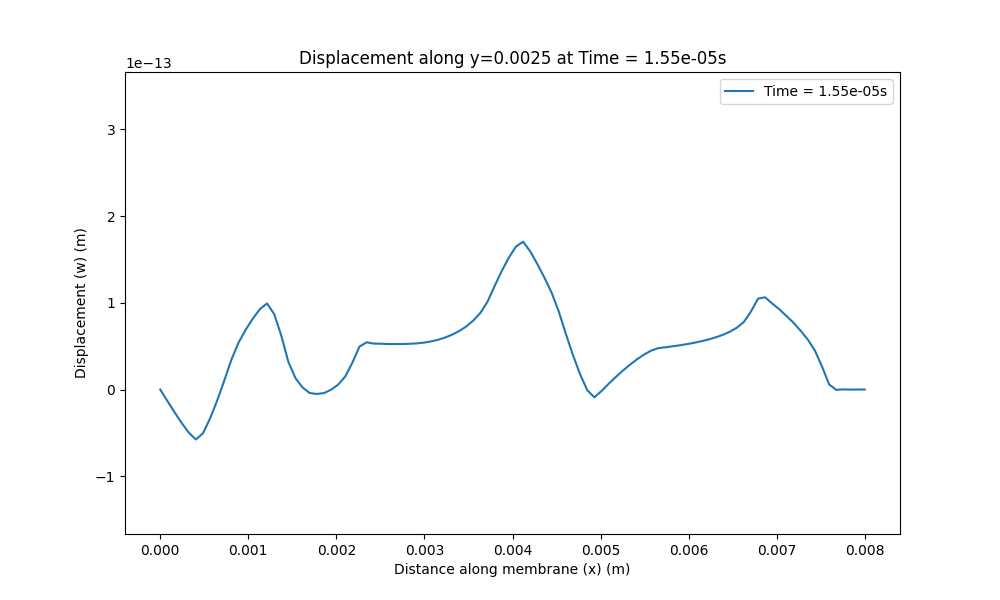 Displacement along y=0.0025 at Time = 1.55e-05s
1e−13
Time = 1.55e-05s
3
2
1
0
−1
Displacement (w) (m)
0.000 0.001 0.002 0.003 0.004 0.005 0.006 0.007 0.008
Distance along membrane (x) (m)